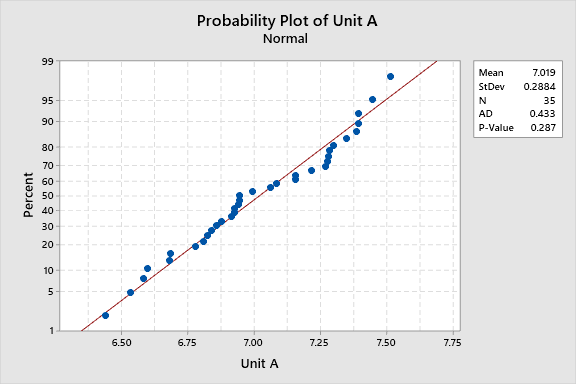 Probability Plot of Unit A
Normal
Mean 7.019
StDev 0.2884
N 35
AD 0.433
P-Value 0.287
Percent
99
95
90
80
70
60
50
40
30
20
10
5
1
6.50 6.75 7.00 7.25 7.50 7.75
Unit A